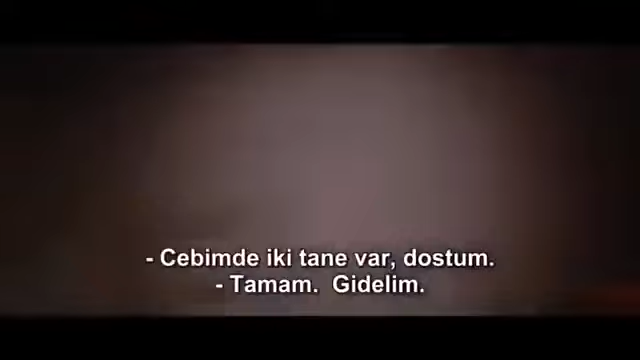 - Cebimde iki tane var, dostum.
- Tamam.  Gidelim.